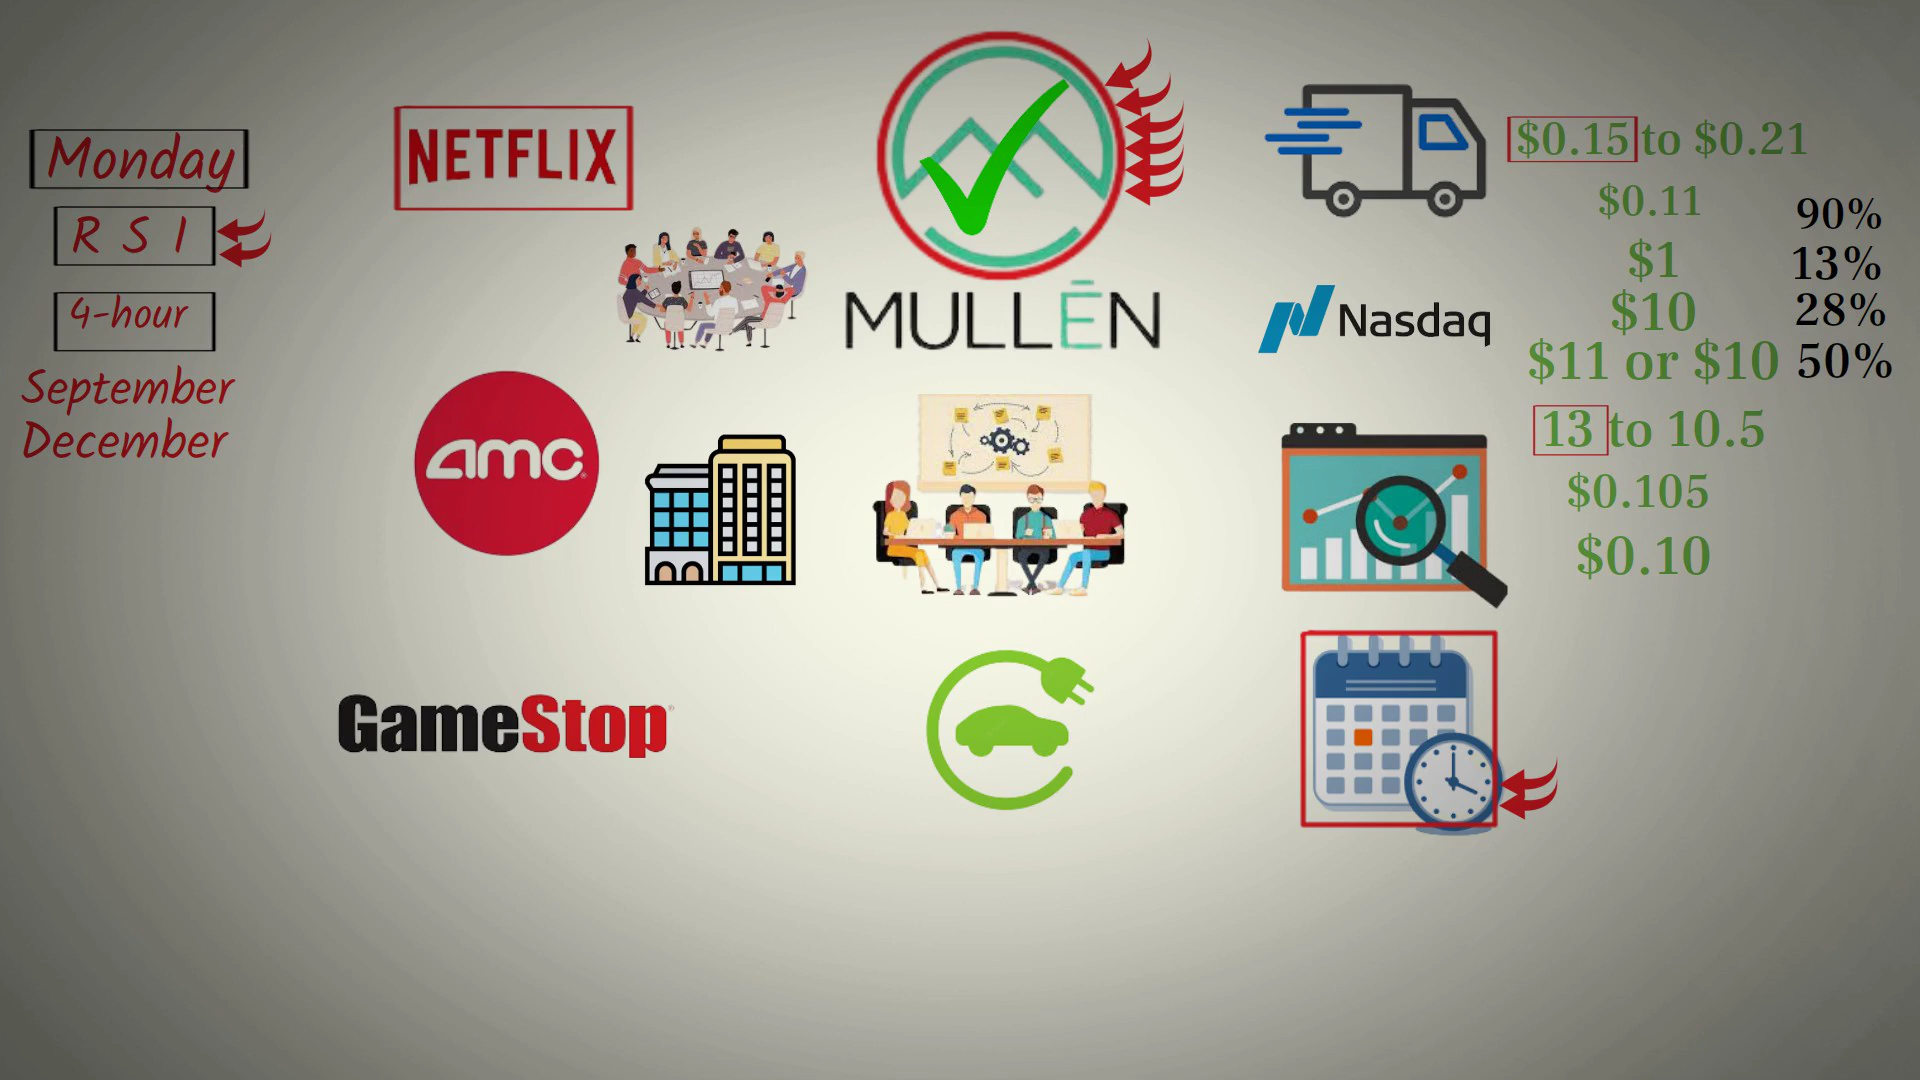 Monday
R S I
4-hour
September
December
NETFLIX
amc
GameStop
MULLĒN
Nasdaq
$0.15 to $0.21
$0.11
90%
$1
13%
$10
28%
$11 or $10
50%
13 to 10.5
$0.105
$0.10